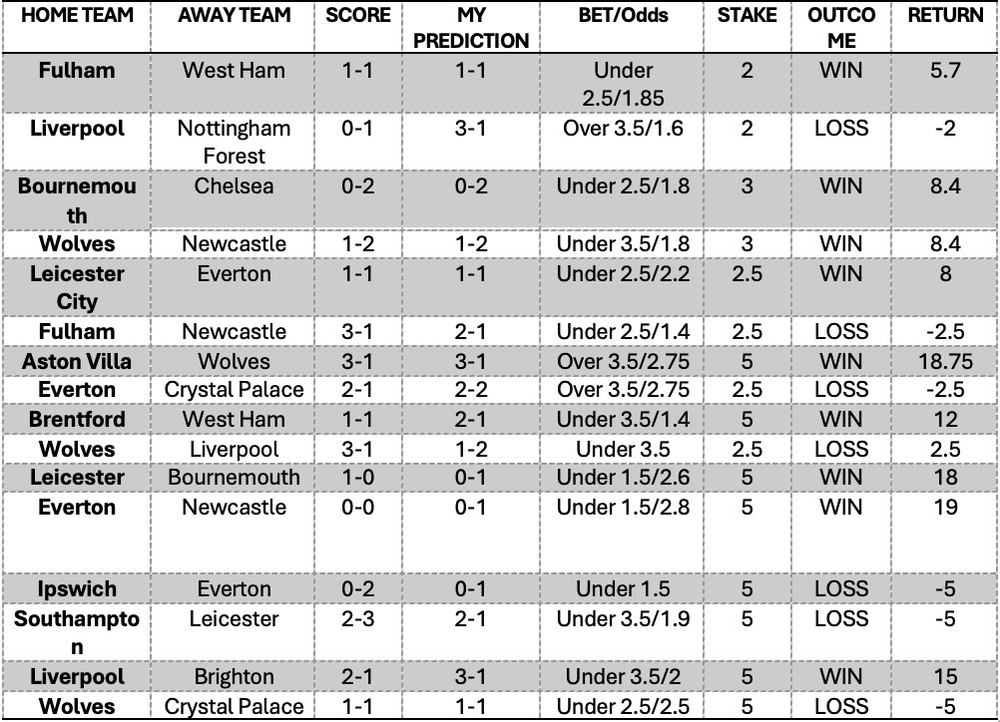 HOME TEAM AWAY TEAM SCORE MY PREDICTION BET/Odds STAKE OUTCO ME RETURN
Fulham West Ham 1-1 1-1 Under 2.5/1.85 2 WIN 5.7
Liverpool Nottingham Forest 0-1 3-1 Over 3.5/1.6 2 LOSS -2
Bournemou th Chelsea 0-2 0-2 Under 2.5/1.8 3 WIN 8.4
Wolves Newcastle 1-2 1-2 Under 3.5/1.8 3 WIN 8.4
Leicester City Everton 1-1 1-1 Under 2.5/2.2 2.5 WIN 8
Fulham Newcastle 3-1 2-1 Under 2.5/1.4 2.5 LOSS -2.5
Aston Villa Wolves 3-1 3-1 Over 3.5/2.75 5 WIN 18.75
Everton Crystal Palace 2-1 2-2 Over 3.5/2.75 2.5 LOSS -2.5
Brentford West Ham 1-1 2-1 Under 3.5/1.4 5 WIN 12
Wolves Liverpool 3-1 1-2 Under 3.5 2.5 LOSS 2.5
Leicester Bournemouth 1-0 0-1 Under 1.5/2.6 5 WIN 18
Everton Newcastle 0-0 0-1 Under 1.5/2.8 5 WIN 19
Ipswich Everton 0-2 0-1 Under 1.5 5 LOSS -5
Southampto n Leicester 2-3 2-1 Under 3.5/1.9 5 LOSS -5
Liverpool Brighton 2-1 3-1 Under 3.5/2 5 WIN 15
Wolves Crystal Palace 1-1 1-1 Under 2.5/2.5 5 LOSS -5